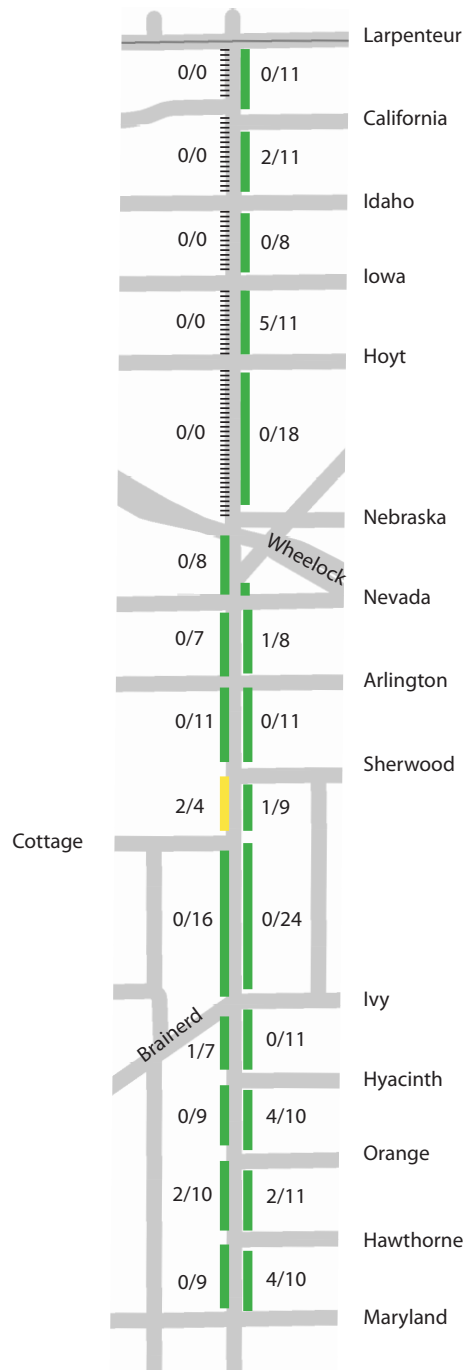 Larpenteur
0/0 0/11
California
0/0 2/11
Idaho
0/0 0/8
Iowa
0/0 5/11
Hoyt
0/0 0/18
Nebraska
Wheelock
0/8
Nevada
0/7 1/8
Arlington
0/11 0/11
Sherwood
2/4 1/9
Cottage
0/16 0/24
Ivy
Brainerd
1/7 0/11
Hyacinth
0/9 4/10
Orange
2/10 2/11
Hawthorne
0/9 4/10
Maryland